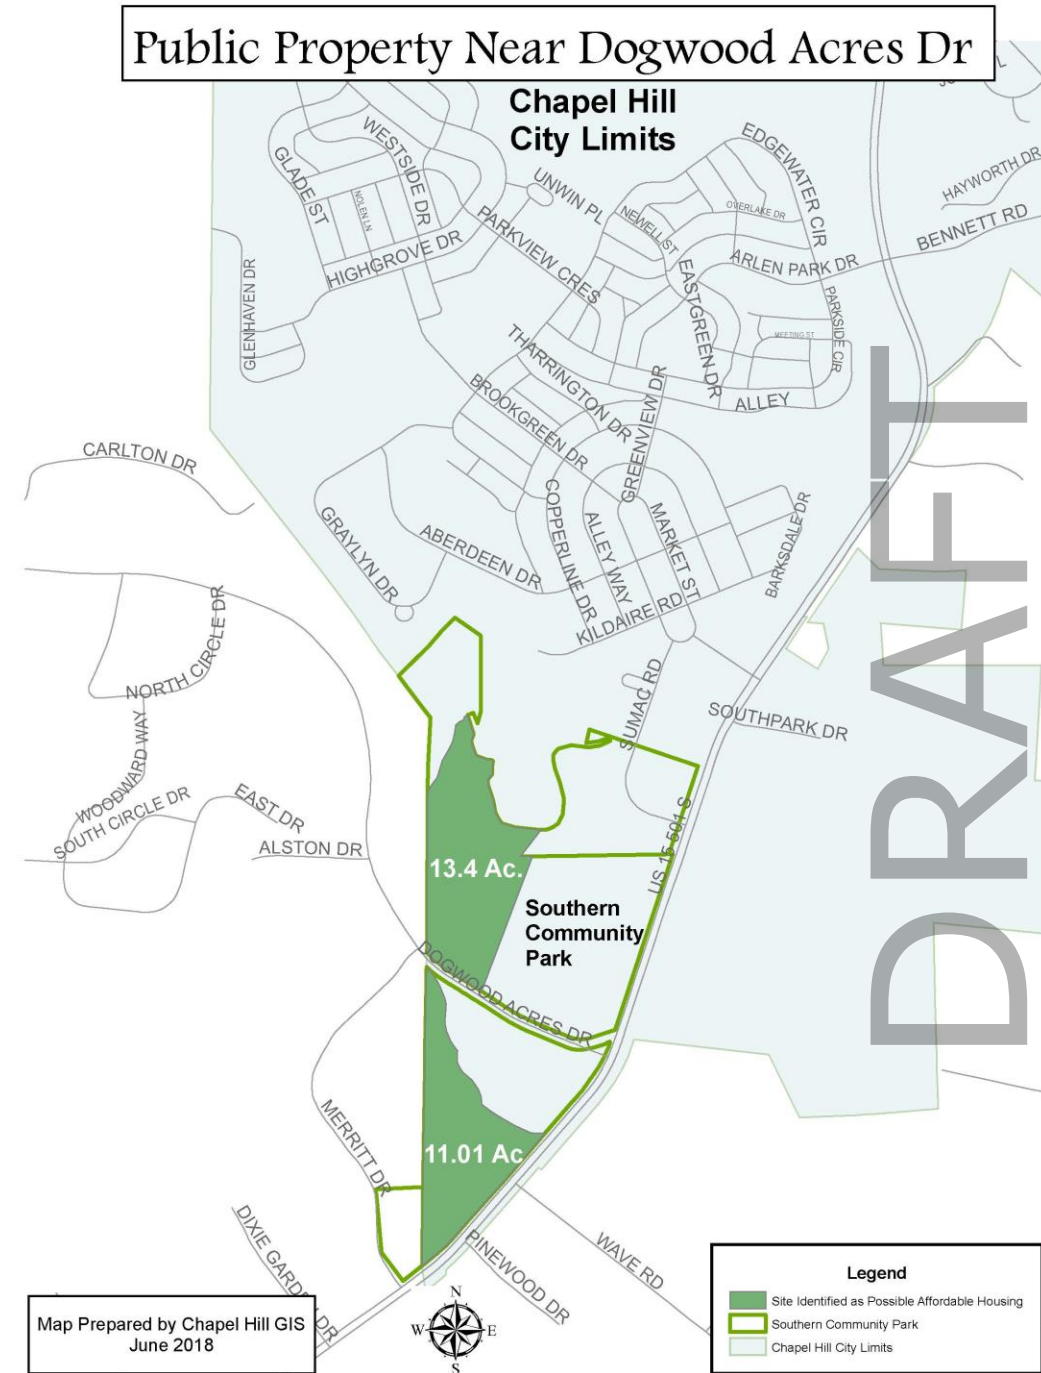 Public Property Near Dogwood Acres Dr
Chapel Hill
City Limits
EDGEWATER CIR
HAYWORTH DR
WESTSIDE DR
GLADE ST
NOLEN LN
UNWIN PL
OVERLAKE DR
NEWELL ST
BENNETT RD
PARKVIEW CRES
HIGHGROVE DR
ARLEN PARK DR
GLENHAVEN DR
EASTGREEN DR
PARKSIDE CIR
MEETING ST
THARRINGTON DR
BROOKGREEN DR
GREENVIEW DR
ALLEY
CARLTON DR
COPPERLINE DR
ALLEY WAY
MARKET ST
BARKSDALE DR
GRAYLYN DR
ABERDEEN DR
KILDAIRE RD
NORTH CIRCLE DR
SUMAC RD
SOUTHPARK DR
WOODWARD WAY
SOUTH CIRCLE DR
EAST DR
ALSTON DR
US 15 501 S
13.4 Ac.
Southern
Community
Park
DOGWOOD ACRES DR
MERRITT DR
11.01 Ac
DIXIE GARDEN DR
PINEWOOD DR
WAVE RD
DRAFT
Legend
Site Identified as Possible Affordable Housing
Southern Community Park
Chapel Hill City Limits
Map Prepared by Chapel Hill GIS
June 2018
N
W
E
S